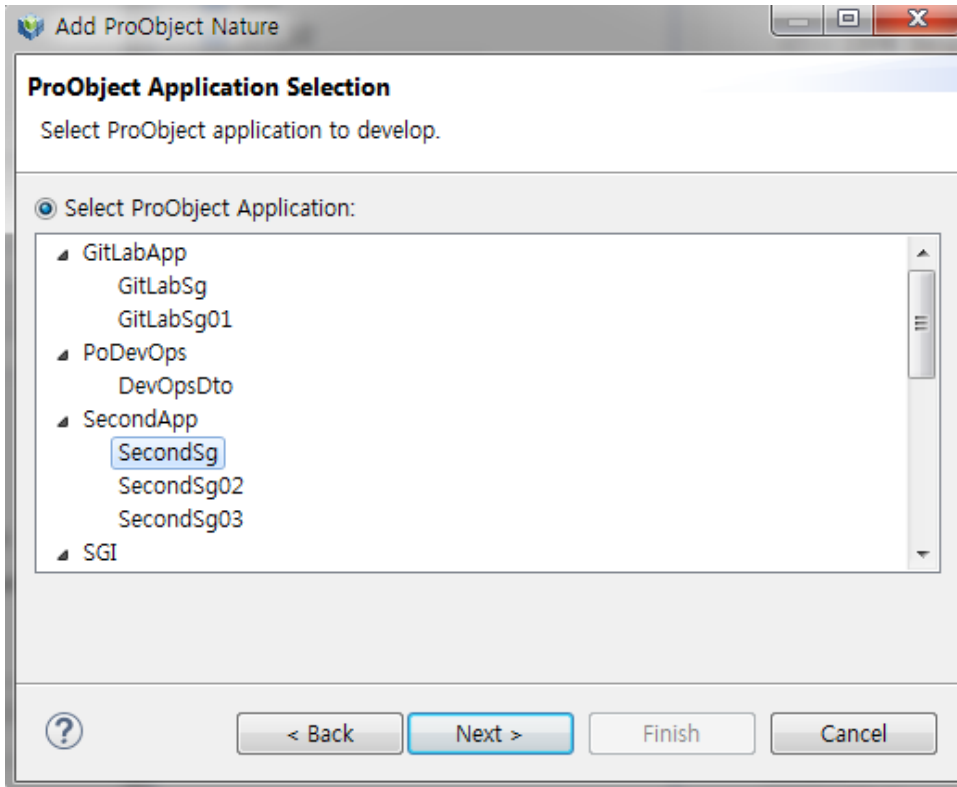 Add ProObject Nature
ProObject Application Selection
Select ProObject application to develop.
Select ProObject Application:
GitLabApp
GitLabSg
GitLabSg01
PoDevOps
DevOpsDto
SecondApp
SecondSg
SecondSg02
SecondSg03
SGI
? < Back Next > Finish Cancel